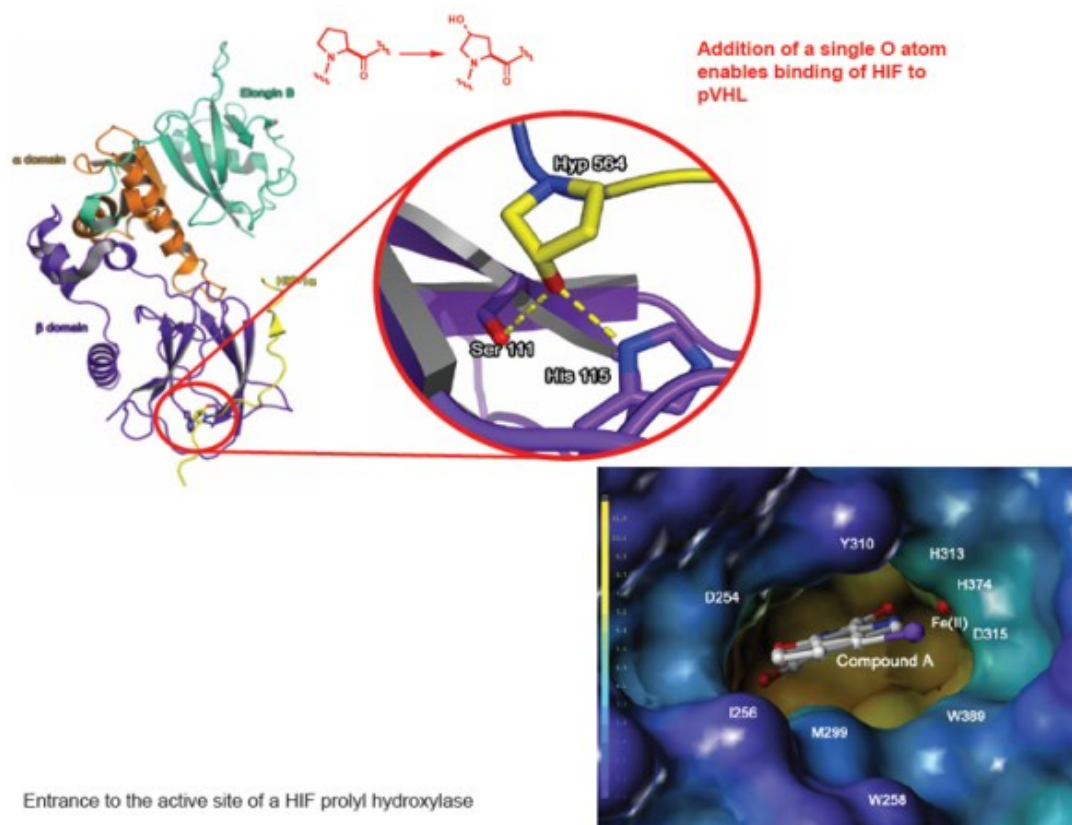 HO
N
O
N
O
Addition of a single O atom
enables binding of HIF to
pVHL
Elongin B
α domain
β domain
Hyp 564
Ser 111
His 115
Y310
H313
H374
D254
Fe(II)
D315
Compound A
I256
M299
W389
W258
Entrance to the active site of a HIF prolyl hydroxylase